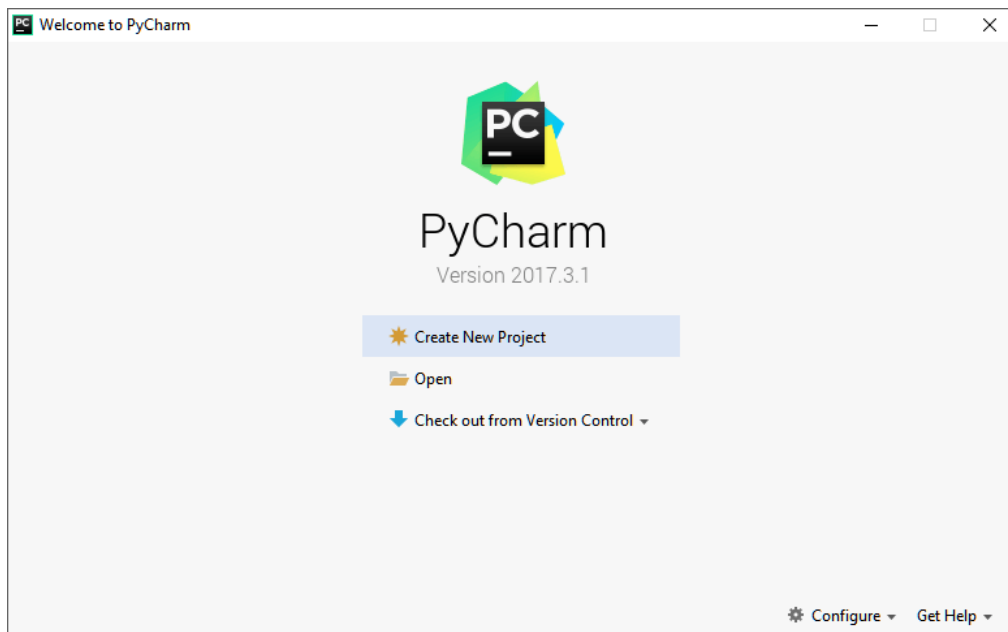 PC Welcome to PyCharm
PC
PyCharm
Version 2017.3.1
Create New Project
Open
Check out from Version Control
Configure Get Help